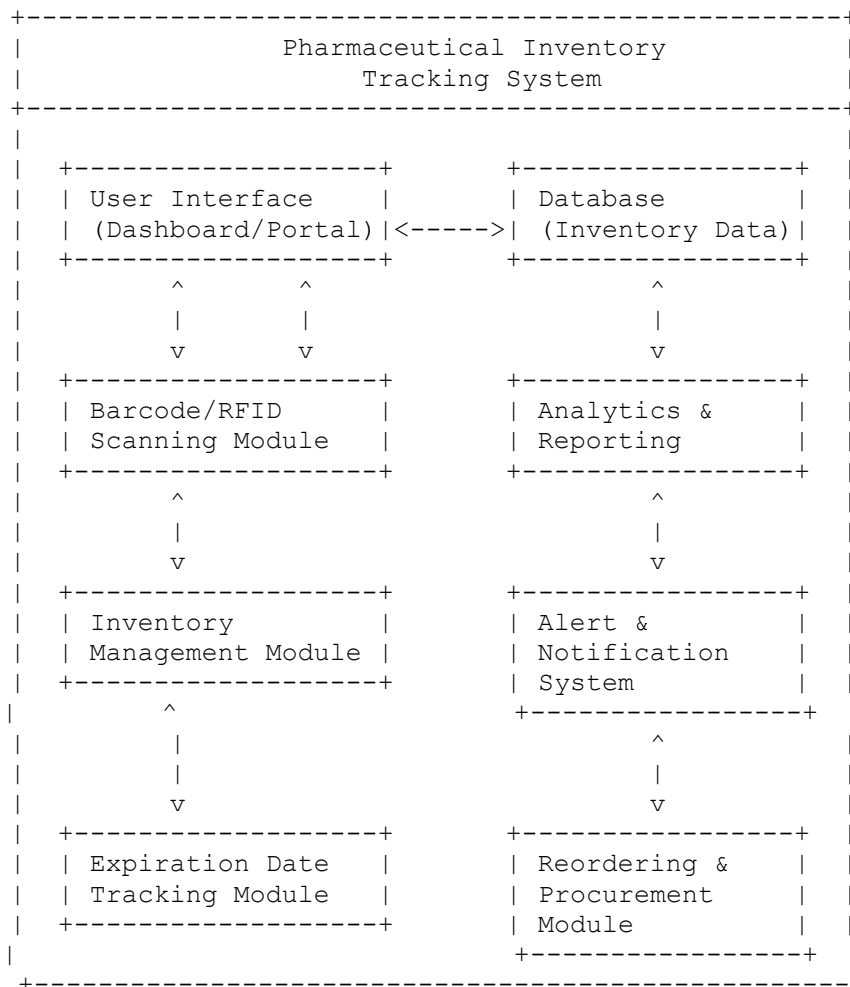 Pharmaceutical Inventory
Tracking System
User Interface
(Dashboard/Portal)
Database
(Inventory Data)
Barcode/RFID
Scanning Module
Analytics &
Reporting
Inventory
Management Module
Alert &
Notification
System
Expiration Date
Tracking Module
Reordering &
Procurement
Module